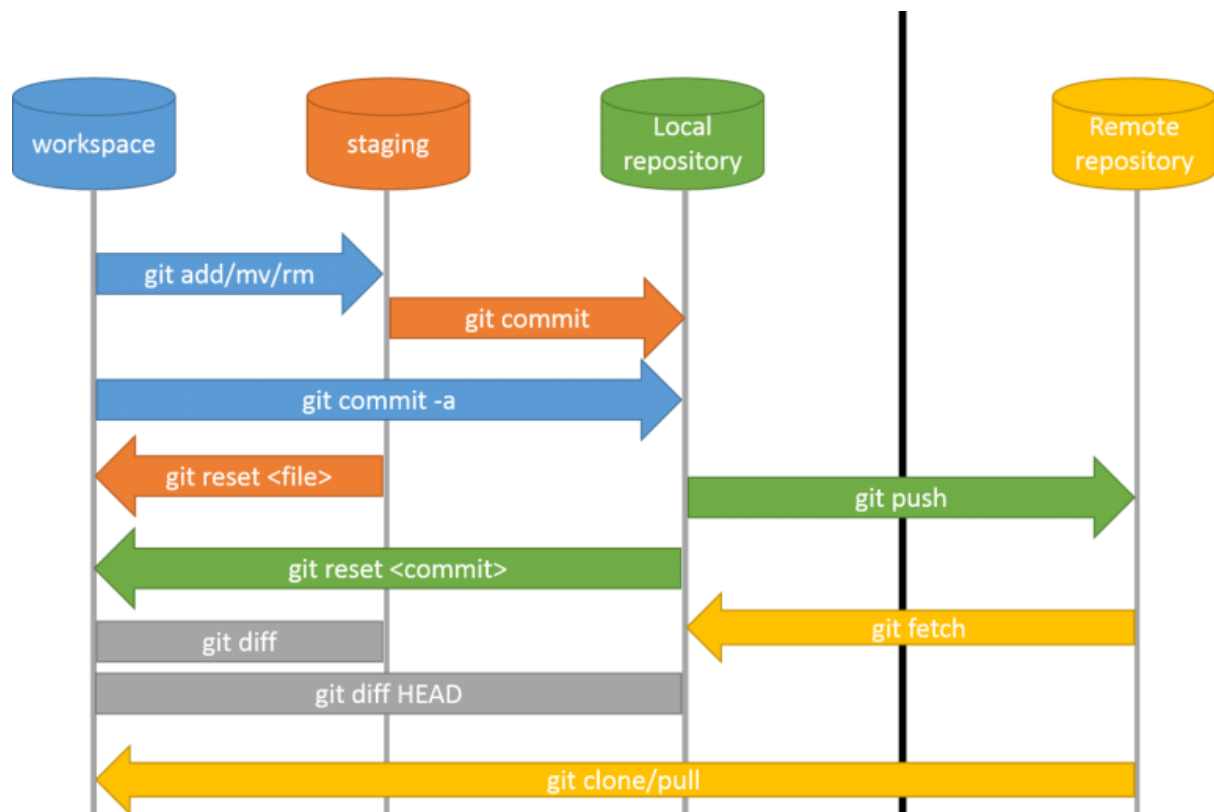 workspace
staging
Local
repository
Remote
repository
git add/mv/rm
git commit
git commit -a
git reset <file>
git push
git reset <commit>
git fetch
git diff
git diff HEAD
git clone/pull